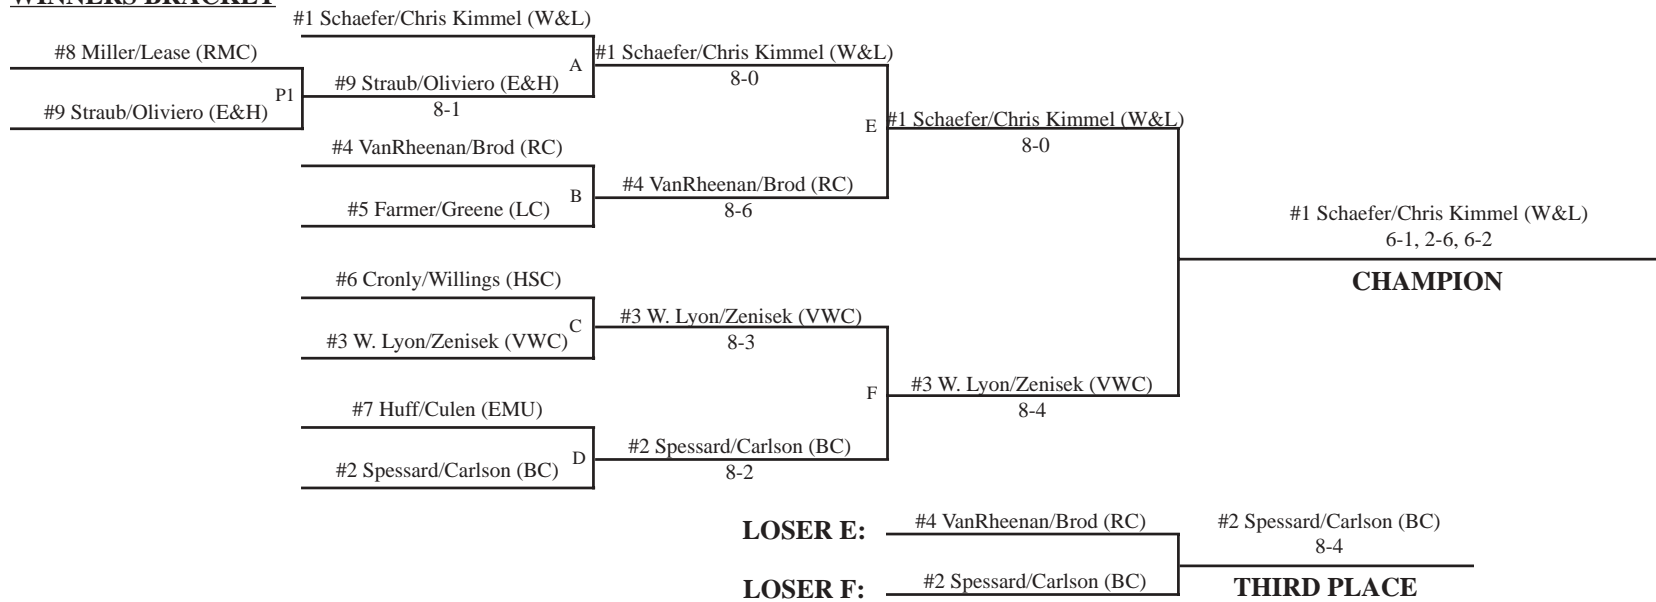 WINNERS BRACKET
#1 Schaefer/Chris Kimmel (W&L)
#8 Miller/Lease (RMC)
P1
#9 Straub/Oliviero (E&H)
#9 Straub/Oliviero (E&H)
8-1
A
#1 Schaefer/Chris Kimmel (W&L)
8-0
#4 VanRheenan/Brod (RC)
#5 Farmer/Greene (LC)
B
#4 VanRheenan/Brod (RC)
8-6
E
#1 Schaefer/Chris Kimmel (W&L)
8-0
#6 Cronly/Willings (HSC)
#3 W. Lyon/Zenisek (VWC)
C
#3 W. Lyon/Zenisek (VWC)
8-3
#7 Huff/Culen (EMU)
#2 Spessard/Carlson (BC)
D
#2 Spessard/Carlson (BC)
8-2
F
#3 W. Lyon/Zenisek (VWC)
8-4
#1 Schaefer/Chris Kimmel (W&L)
6-1, 2-6, 6-2
CHAMPION
LOSER E:
#4 VanRheenan/Brod (RC)
LOSER F:
#2 Spessard/Carlson (BC)
#2 Spessard/Carlson (BC)
8-4
THIRD PLACE